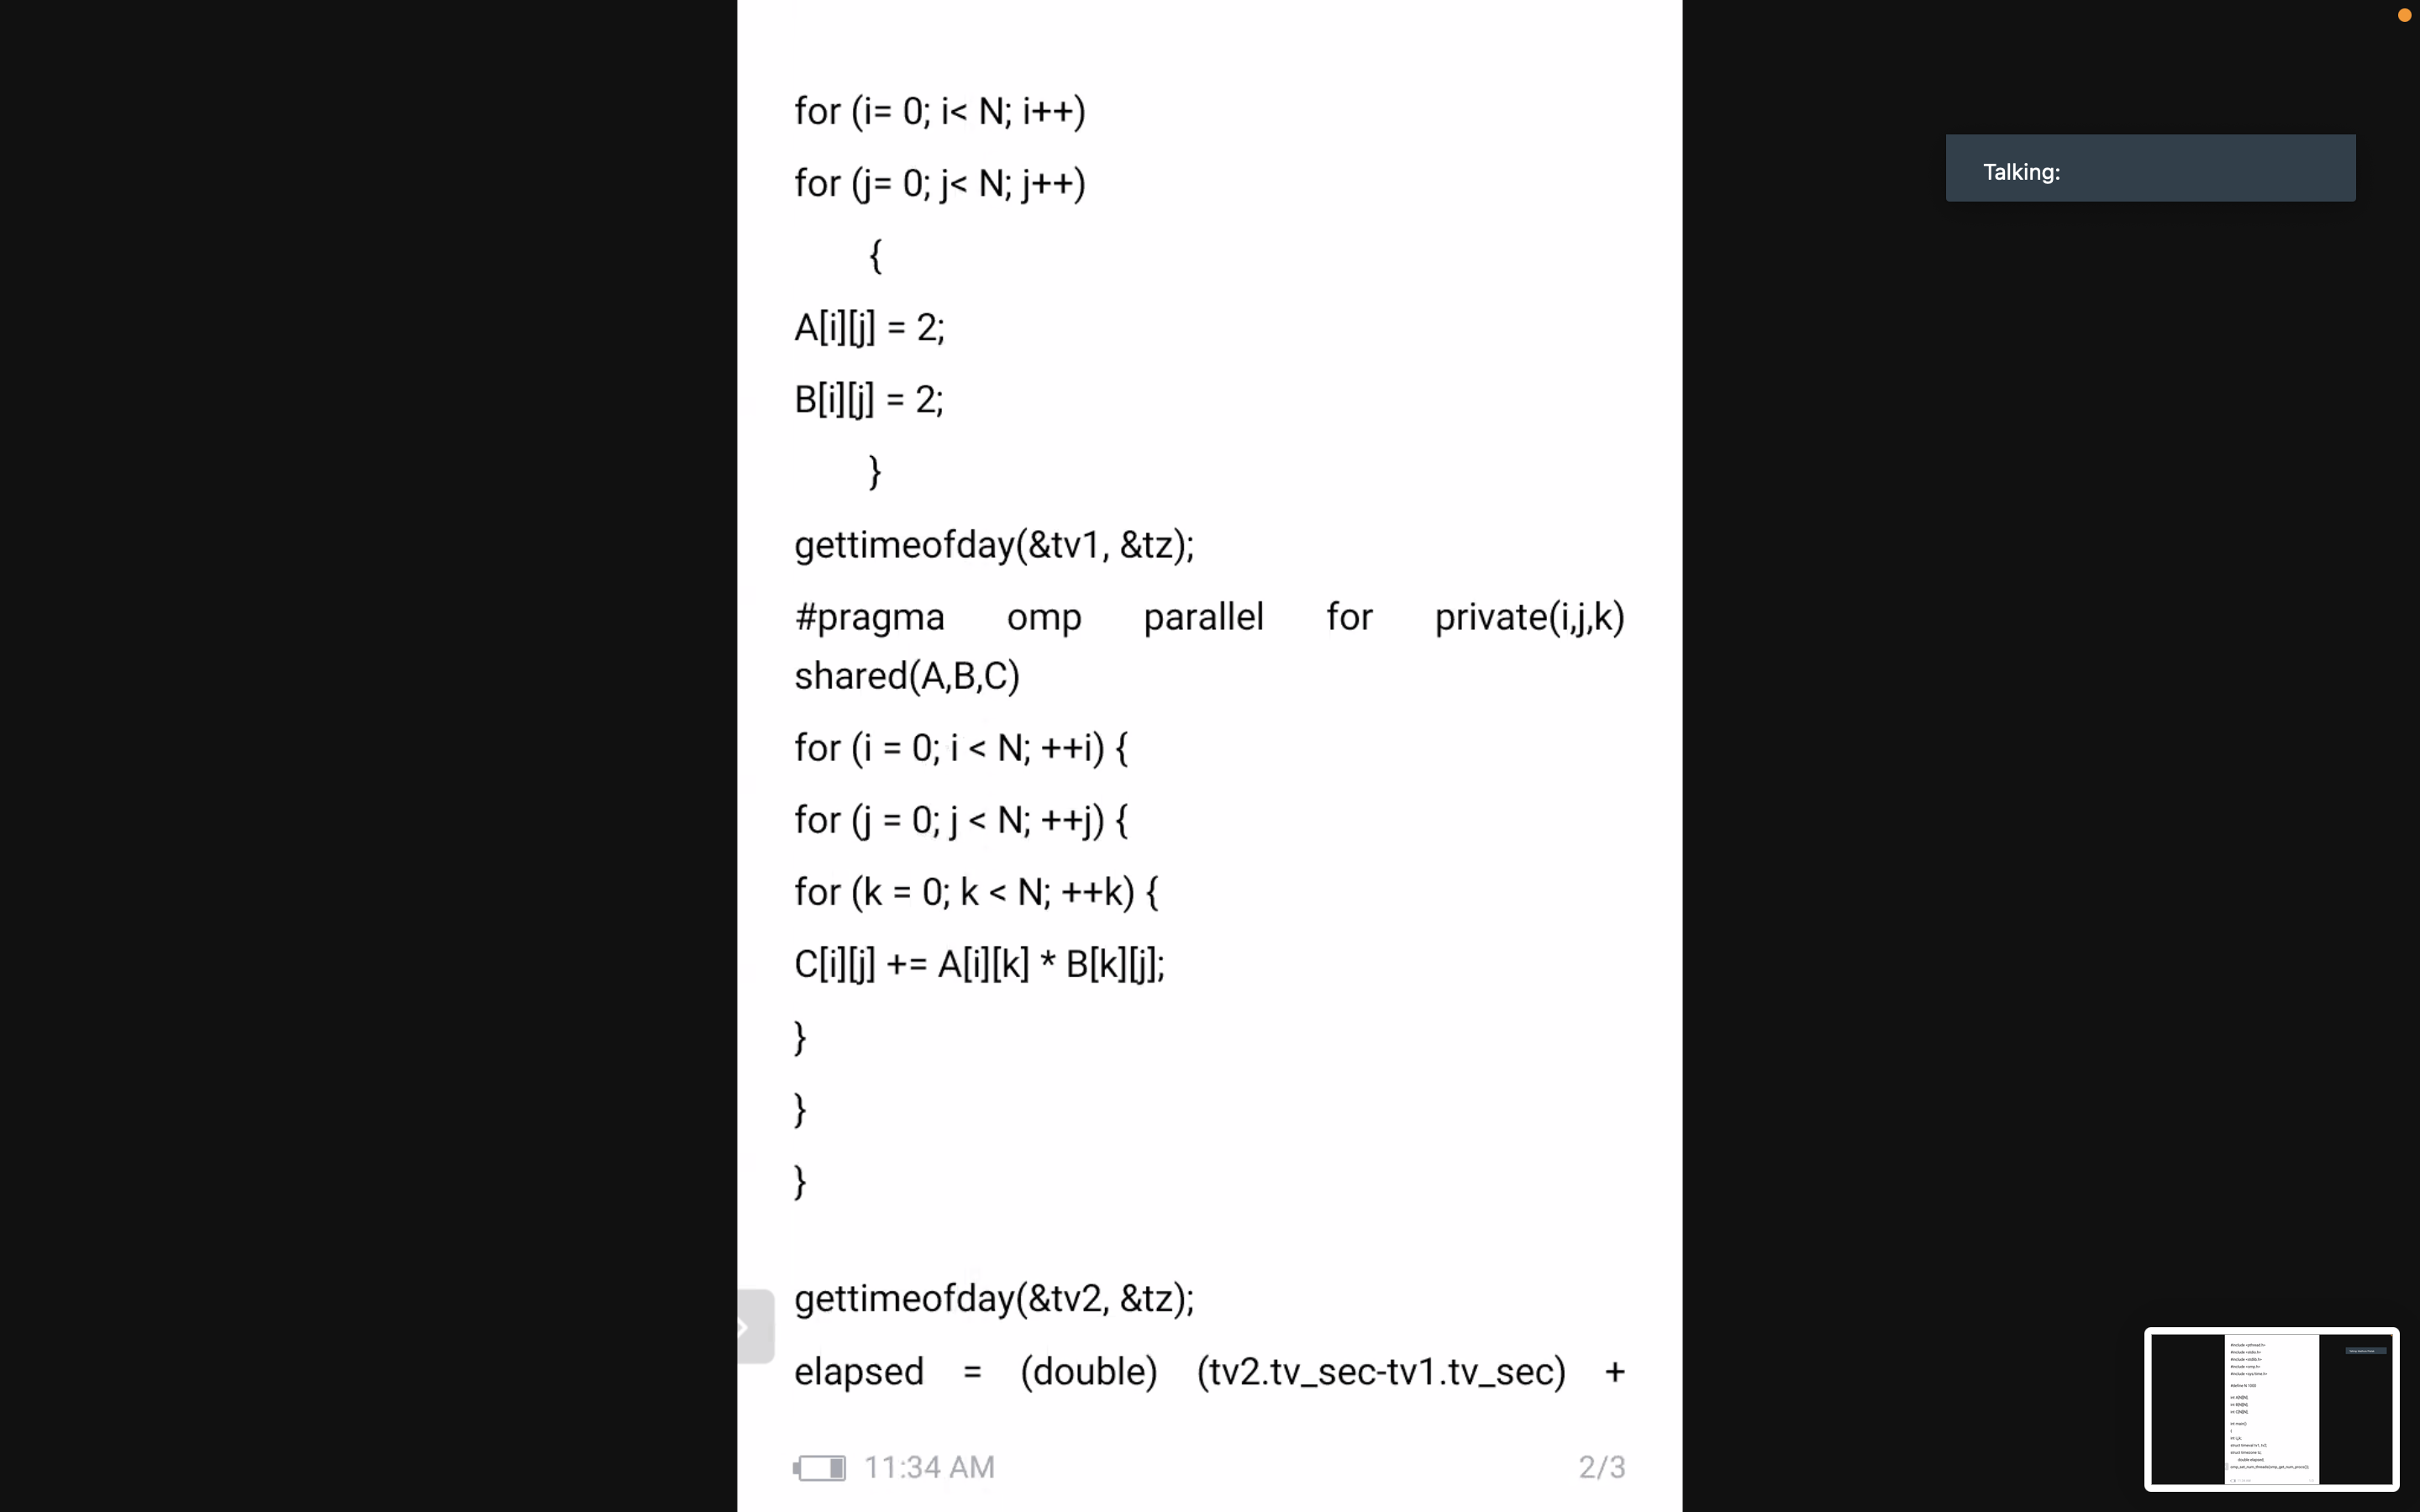 for (i= 0; i< N; i++)
for (j= 0; j< N; j++)
{
A[i][j] = 2;
B[i][j] = 2;
}
gettimeofday(&tv1, &tz);
#pragma omp parallel for private(i,j,k)
shared(A,B,C)
for (i = 0; i < N; ++i) {
for (j = 0; j < N; ++j) {
for (k = 0; k < N; ++k) {
C[i][j] += A[i][k] * B[k][j];
}
}
}
gettimeofday(&tv2, &tz);
elapsed = (double) (tv2.tv_sec-tv1.tv_sec) +
11:34 AM
2/3
Talking: